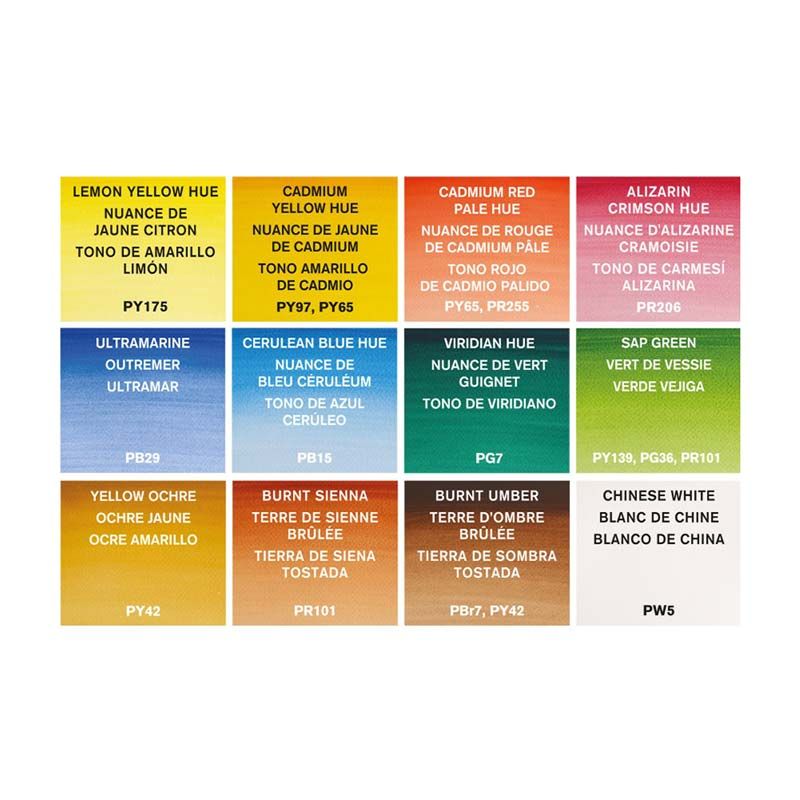 LEMON YELLOW HUE
NUANCE DE
JAUNE CITRON
TONO DE AMARILLO
LIMÓN
PY175
CADMIUM
YELLOW HUE
NUANCE DE JAUNE
DE CADMIUM
TONO AMARILLO
DE CADMIO
PY97, PY65
CADMIUM RED
PALE HUE
NUANCE DE ROUGE
DE CADMIUM PÂLE
TONO ROJO
DE CADMIO PALIDO
PY65, PR255
ALIZARIN
CRIMSON HUE
NUANCE D'ALIZARINE
CRAMOISIE
TONO DE CARMESÍ
ALIZARINA
PR206
ULTRAMARINE
OUTREMER
ULTRAMAR
PB29
CERULEAN BLUE HUE
NUANCE DE
BLEU CÉRULÉUM
TONO DE AZUL
CERÚLEO
PB15
VIRIDIAN HUE
NUANCE DE VERT
GUIGNET
TONO DE VIRIDIANO
PG7
SAP GREEN
VERT DE VESSIE
VERDE VEJIGA
PY139, PG36, PR101
YELLOW OCHRE
OCHRE JAUNE
OCRE AMARILLO
PY42
BURNT SIENNA
TERRE DE SIENNE
BRÛLÉE
TIERRA DE SIENA
TOSTADA
PR101
BURNT UMBER
TERRE D'OMBRE
BRÛLÉE
TIERRA DE SOMBRA
TOSTADA
PBr7, PY42
CHINESE WHITE
BLANC DE CHINE
BLANCO DE CHINA
PW5